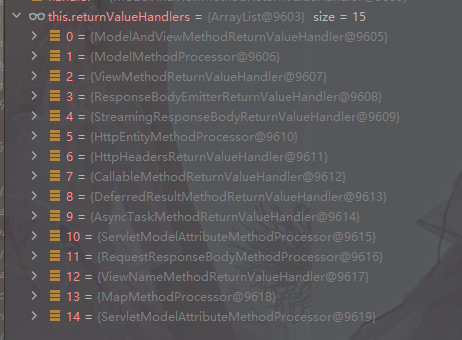 this.returnValueHandlers = {ArrayList@9603} size = 15
0 = {ModelAndViewMethodReturnValueHandler@9605}
1 = {ModelMethodProcessor@9606}
2 = {ViewMethodReturnValueHandler@9607}
3 = {ResponseBodyEmitterReturnValueHandler@9608}
4 = {StreamingResponseBodyReturnValueHandler@9609}
5 = {HttpEntityMethodProcessor@9610}
6 = {HttpHeadersReturnValueHandler@9611}
7 = {CallableMethodReturnValueHandler@9612}
8 = {DeferredResultMethodReturnValueHandler@9613}
9 = {AsyncTaskMethodReturnValueHandler@9614}
10 = {ServletModelAttributeMethodProcessor@9615}
11 = {RequestResponseBodyMethodProcessor@9616}
12 = {ViewNameMethodReturnValueHandler@9617}
13 = {MapMethodProcessor@9618}
14 = {ServletModelAttributeMethodProcessor@9619}